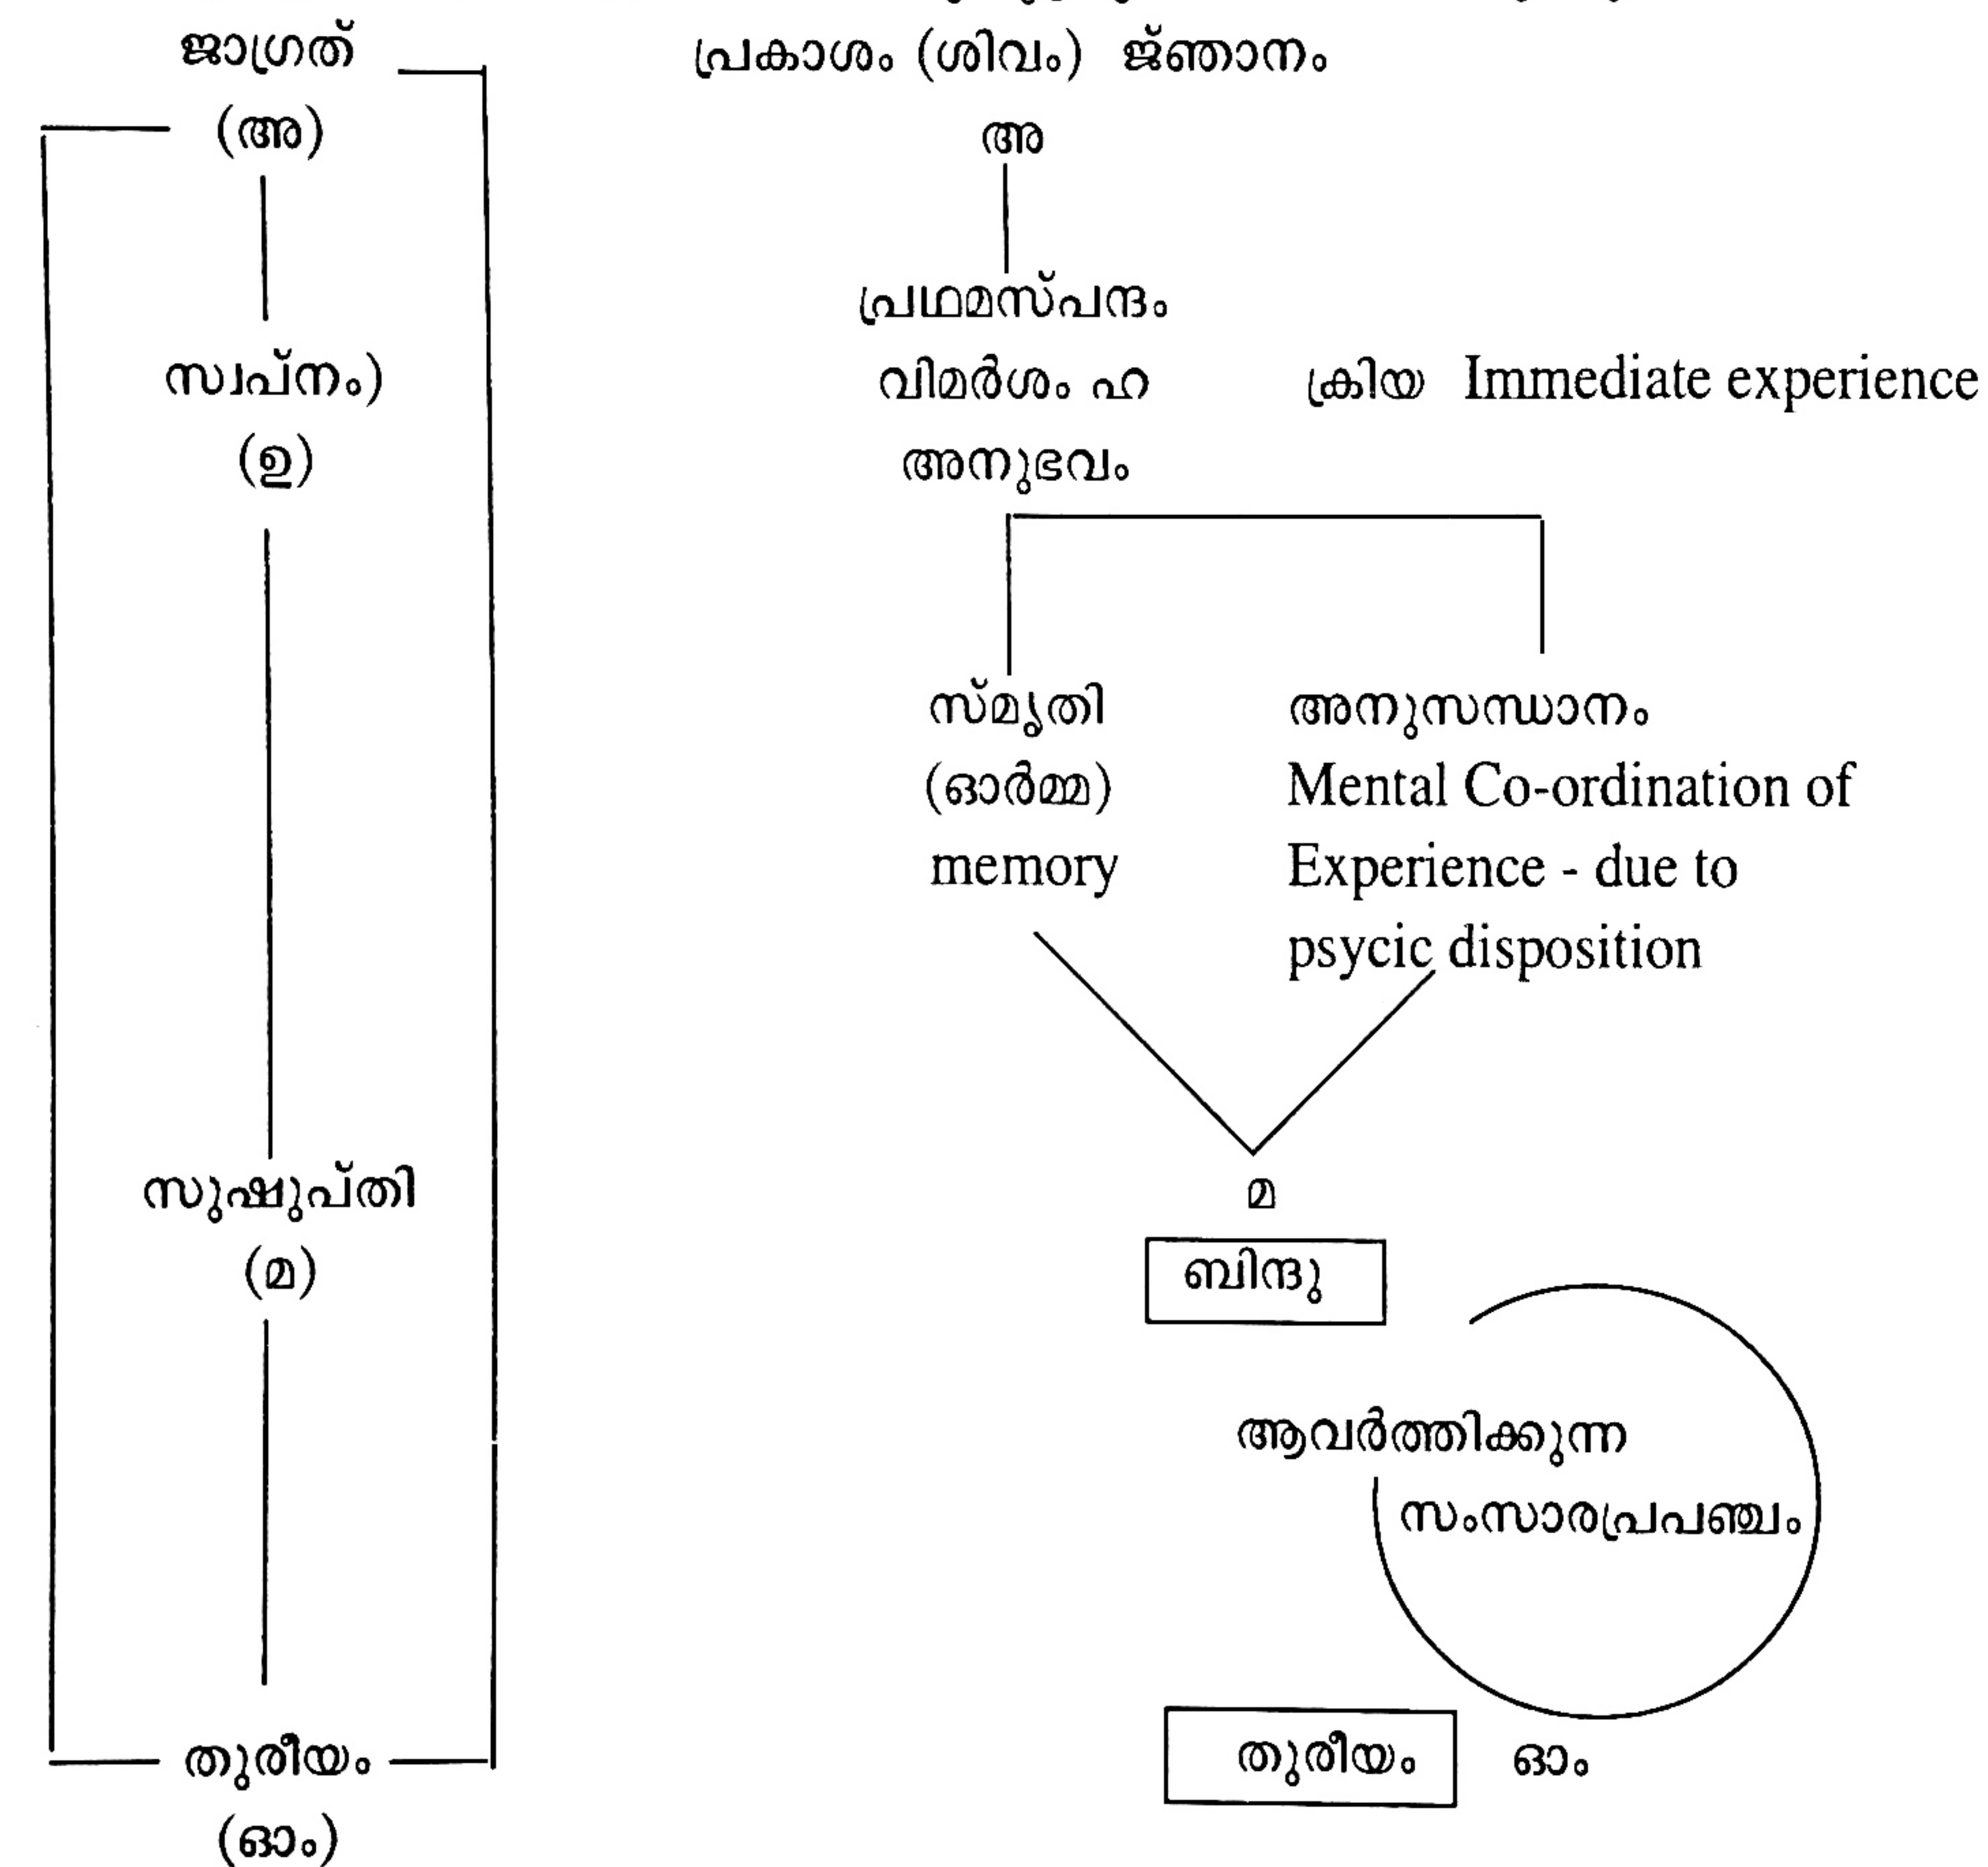 ജാഗ്രത്
(അ)
സ്വപ്നം)
(ഉ)
സുഷുപ്തി
(മ)
തുരീയം
(ഓം)
പ്രകാശം (ശിവം) ജ്ഞാനം
അ
പ്രഥമസ്പന്ദം
വിമർശം ഹ ക്രിയ Immediate experience
അനുഭവം
സ്മൃതി
(ഓർമ്മ)
memory
അനുസന്ധാനം
Mental Co-ordination of
Experience - due to
psycic disposition
മ
ബിന്ദു
ആവർത്തിക്കുന്ന
സംസാരപ്രപഞ്ചം
തുരീയം ഓം